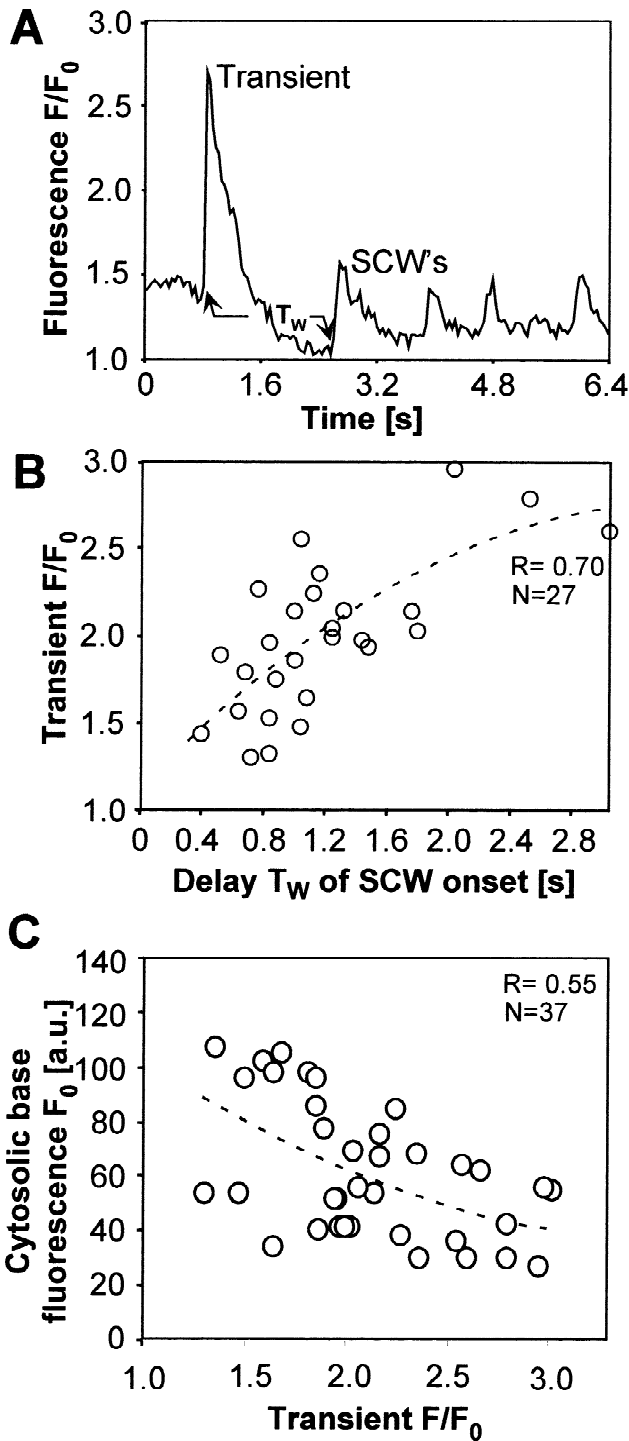 A
Fluorescence F/F0
3.0
2.5
2.0
1.5
1.0
Transient
SCW's
TW
0 1.6 3.2 4.8 6.4
Time [s]
B
Transient F/F0
3.0
2.5
2.0
1.5
1.0
R= 0.70
N=27
0 0.4 0.8 1.2 1.6 2.0 2.4 2.8
Delay TW of SCW onset [s]
C
Cytosolic base
fluorescence F0 [a.u.]
140
120
100
80
60
40
20
0
R= 0.55
N=37
1.0 1.5 2.0 2.5 3.0
Transient F/F0